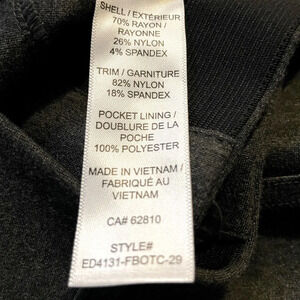 SHELL / EXTÉRIEUR
70% RAYON /
RAYONNE
26% NYLON
4% SPANDEX
TRIM / GARNITURE
82% NYLON
18% SPANDEX
POCKET LINING /
DOUBLURE DE LA
POCHE
100% POLYESTER
MADE IN VIETNAM /
FABRIQUÉ AU
VIETNAM
CA# 62810
STYLE#
ED4131-FBOTC-29